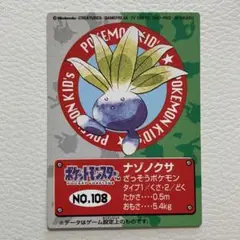 POKEMON KID'S
POKEMON KID'S
POKEMON KID'S
ポケットモンスター
NO.108
ナゾノクサ
ざっそうポケモン
タイプ1/くさ・2/どく
たかさ‥‥0.5m
おもさ‥‥5.4kg
※データはゲーム設定上のものです。